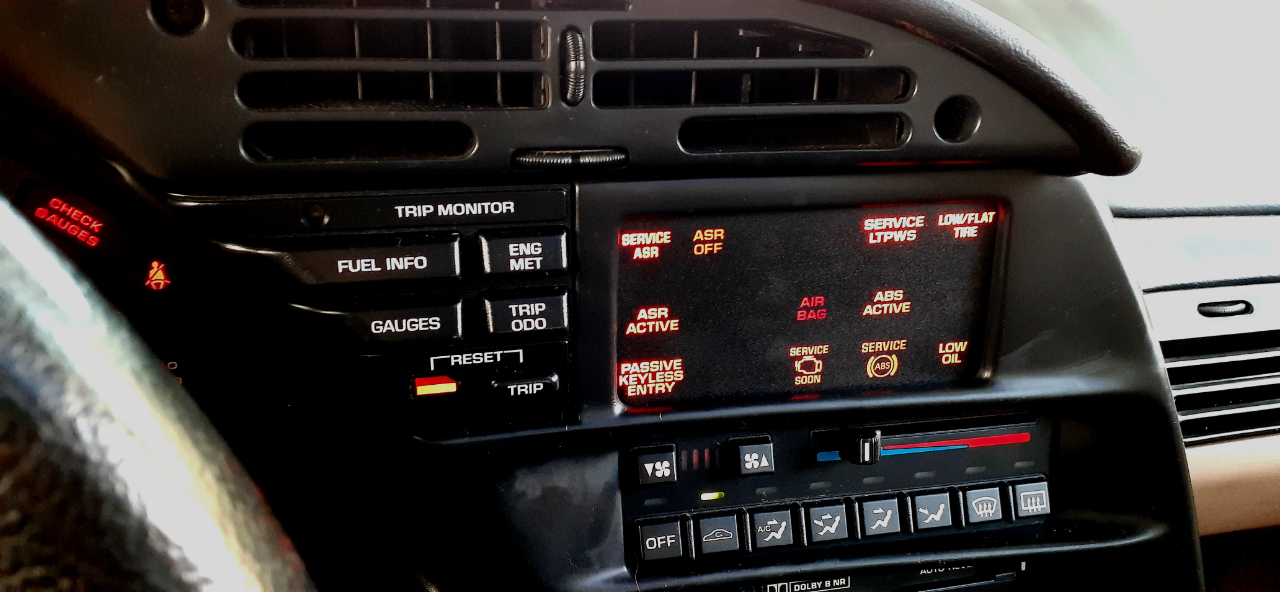 CHECK
GAUGES
TRIP MONITOR
FUEL INFO
ENG
MET
GAUGES
TRIP
ODO
RESET
TRIP
SERVICE
ASR
ASR
OFF
SERVICE
LTPWS
LOW/FLAT
TIRE
ASR
ACTIVE
AIR
BAG
ABS
ACTIVE
PASSIVE
KEYLESS
ENTRY
SERVICE
SOON
SERVICE
ABS
LOW
OIL
OFF
A/C
DOLBY B NR